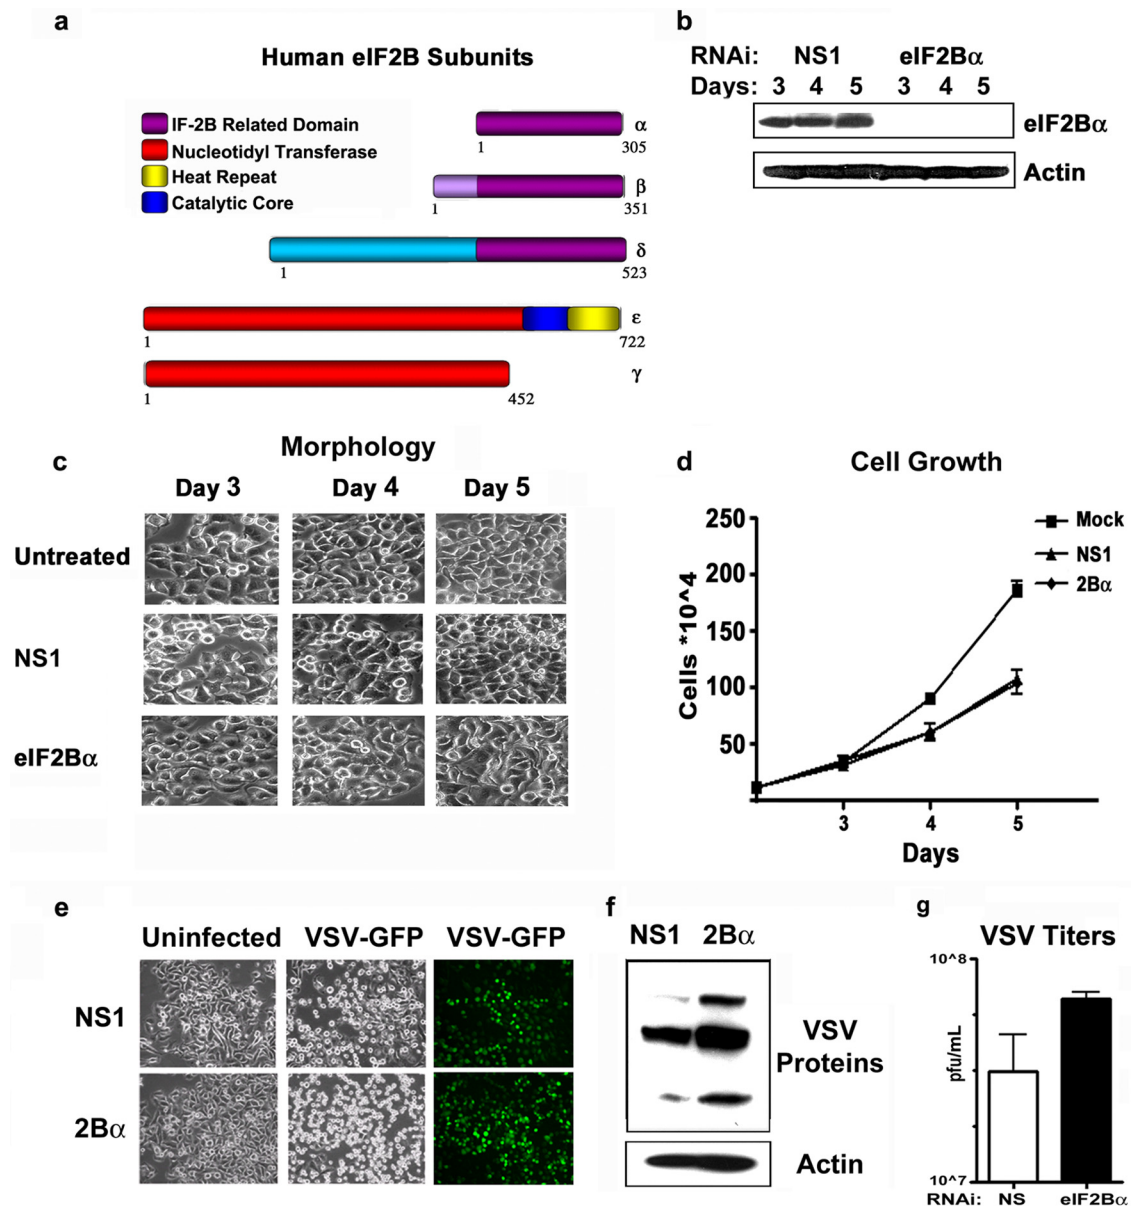 a
Human eIF2B Subunits
IF-2B Related Domain
Nucleotidyl Transferase
Heat Repeat
Catalytic Core
α
1 305
β
1 351
δ
1 523
ε
1 722
γ
1 452
b
RNAi: NS1 eIF2Bα
Days: 3 4 5 3 4 5
eIF2Bα
Actin
c
Morphology
Day 3 Day 4 Day 5
Untreated
NS1
eIF2Bα
d
Cell Growth
250
200
150
100
50
Cells *10^4
3 4 5
Days
Mock
NS1
2Bα
e
Uninfected VSV-GFP VSV-GFP
NS1
2Bα
f
NS1 2Bα
VSV
Proteins
Actin
g
VSV Titers
10^8
pfu/mL
10^7
RNAi: NS eIF2Bα